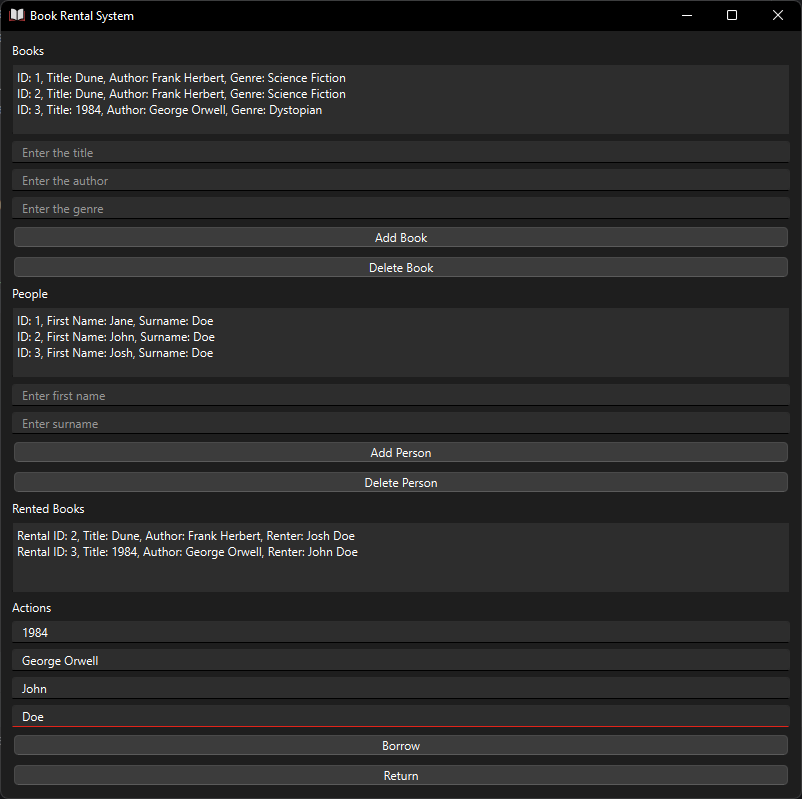 Book Rental System
Books
ID: 1, Title: Dune, Author: Frank Herbert, Genre: Science Fiction
ID: 2, Title: Dune, Author: Frank Herbert, Genre: Science Fiction
ID: 3, Title: 1984, Author: George Orwell, Genre: Dystopian
Enter the title
Enter the author
Enter the genre
Add Book
Delete Book
People
ID: 1, First Name: Jane, Surname: Doe
ID: 2, First Name: John, Surname: Doe
ID: 3, First Name: Josh, Surname: Doe
Enter first name
Enter surname
Add Person
Delete Person
Rented Books
Rental ID: 2, Title: Dune, Author: Frank Herbert, Renter: Josh Doe
Rental ID: 3, Title: 1984, Author: George Orwell, Renter: John Doe
Actions
1984
George Orwell
John
Doe
Borrow
Return